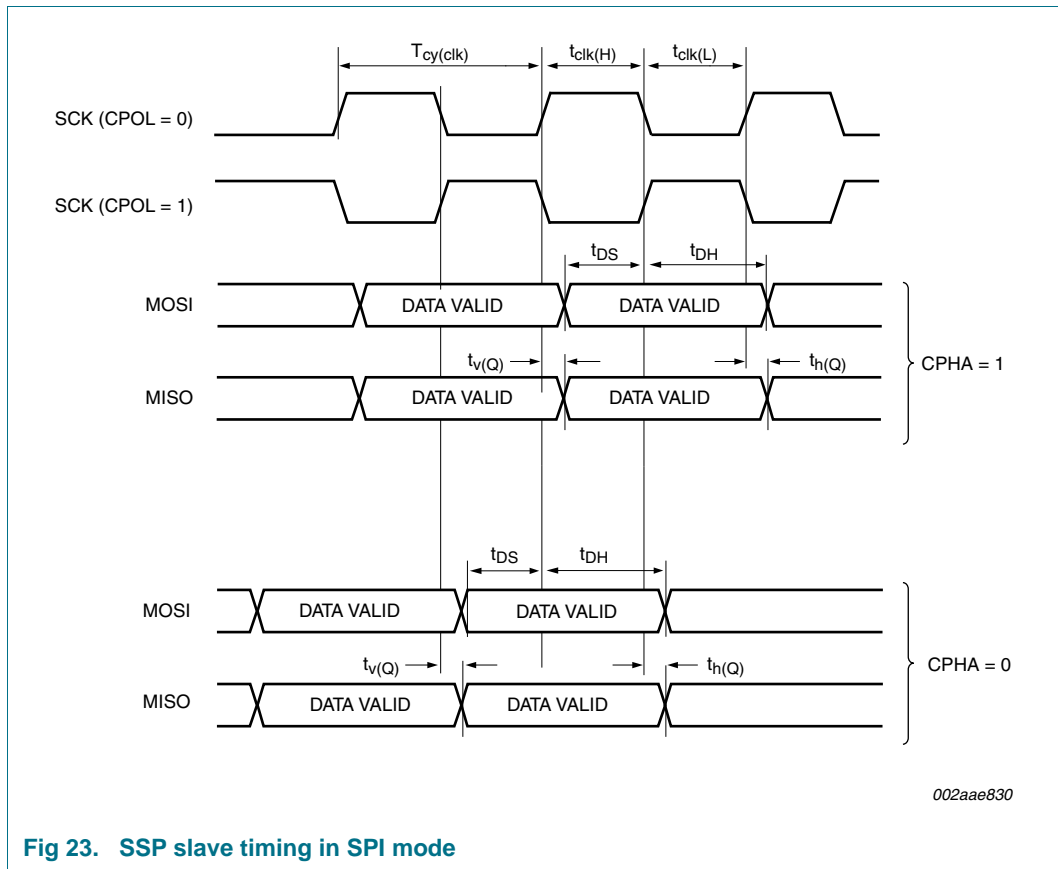 Tcy(clk) tclk(H) tclk(L)
SCK (CPOL = 0)
SCK (CPOL = 1)
tDS tDH
MOSI DATA VALID DATA VALID
tv(Q) th(Q)
CPHA = 1
MISO DATA VALID DATA VALID
tDS tDH
MOSI DATA VALID DATA VALID
tv(Q) th(Q)
CPHA = 0
MISO DATA VALID DATA VALID
002aae830
Fig 23. SSP slave timing in SPI mode